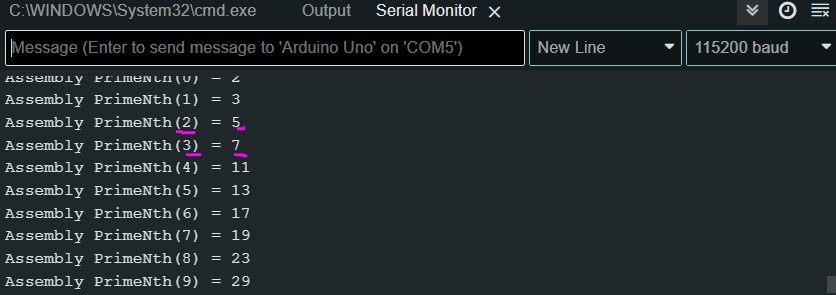 C:\WINDOWS\System32\cmd.exe Output Serial Monitor
Message (Enter to send message to 'Arduino Uno' on 'COM5') New Line 115200 baud
Assembly PrimeNth(0) = 2
Assembly PrimeNth(1) = 3
Assembly PrimeNth(2) = 5
Assembly PrimeNth(3) = 7
Assembly PrimeNth(4) = 11
Assembly PrimeNth(5) = 13
Assembly PrimeNth(6) = 17
Assembly PrimeNth(7) = 19
Assembly PrimeNth(8) = 23
Assembly PrimeNth(9) = 29